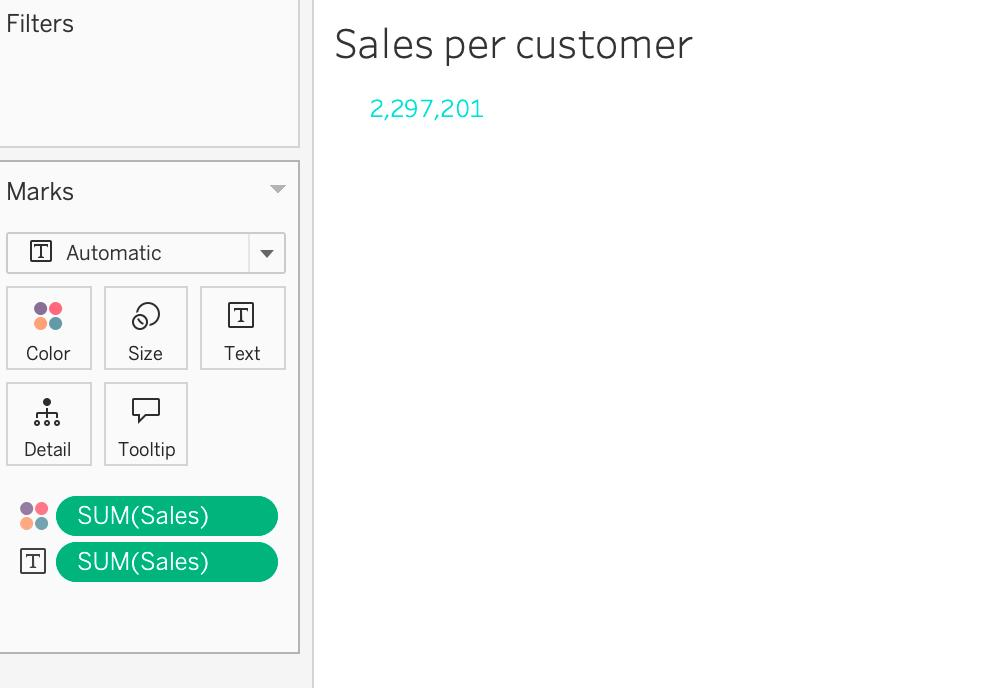 Filters
Sales per customer
2,297,201
Marks
T Automatic
Color Size T Text
Detail Tooltip
SUM(Sales)
T SUM(Sales)